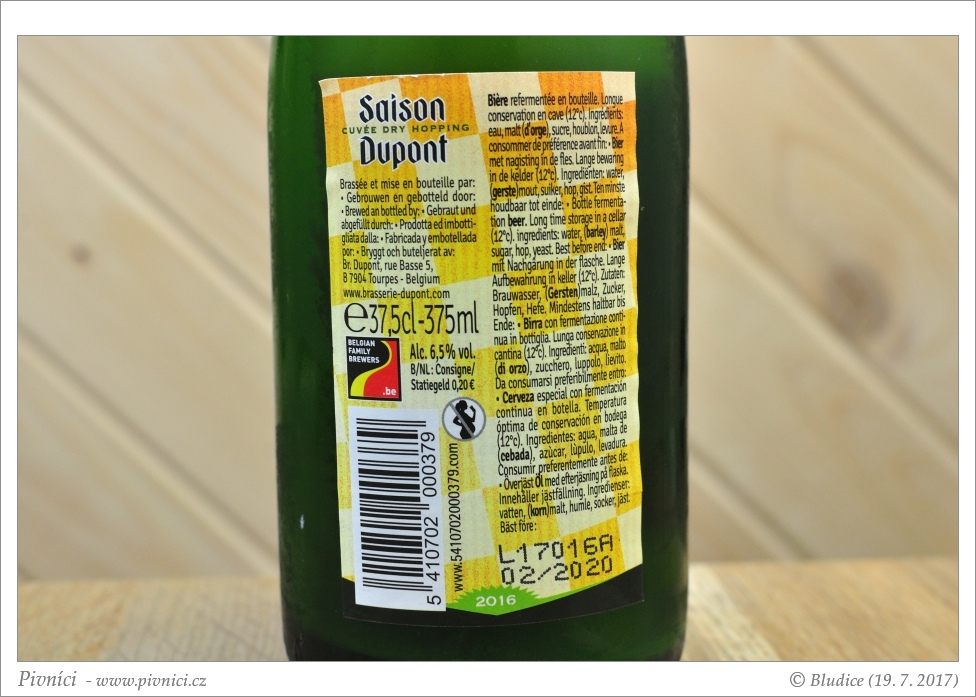 Saison
CUVÉE DRY HOPPING
Dupont
Brassée et mise en bouteille par:
• Gebrouwen en gebotteld door:
• Brewed an bottled by: • Gebraut und
abgefüllt durch: • Prodotta ed imbotti-
gliata dalla: • Fabricada y embotellada
por: • Bryggt och buteljerat av:
Br. Dupont, rue Basse 5,
B 7904 Tourpes - Belgium
www.brasserie-dupont.com
℮37,5cl-375ml
BELGIAN
FAMILY
BREWERS
.be
Alc. 6,5% vol.
B/NL: Consigne/
Statiegeld 0,20 €
5 410702 000379
www.5410702000379.com
Bière refermentée en bouteille. Longue
conservation en cave (12°c). Ingrédients:
eau, malt (d'orge), sucre, houblon, levure. A
consommer de préférence avant fin: • Bier
met nagisting in de fles. Lange bewaring
in de kelder (12°c). Ingrediënten: water,
(gerste)mout, suiker, hop, gist. Ten minste
houdbaar tot einde: • Bottle fermenta-
tion beer. Long time storage in a cellar
(12°c). ingredients: water, (barley) malt,
sugar, hop, yeast. Best before end: • Bier
mit Nachgärung in der flasche. Lange
Aufbewahrung in keller (12°c). Zutaten:
Brauwasser, (Gersten)malz, Zucker,
Hopfen, Hefe. Mindestens haltbar bis
Ende: • Birra con fermentazione conti-
nua in bottiglia. Lunga conservazione in
cantina (12°c). Ingredienti: acqua, malto
(di orzo), zucchero, luppolo, lievito.
Da consumarsi preferibilmente entro:
• Cerveza especial con fermentación
continua en botella. Temperatura
óptima de conservación en bodega
(12°c). Ingredientes: agua, malta de
(cebada), azùcar, lùpulo, levadura.
Consumir preferentemente antes de:
• Överjäst Öl med efterjäsning på flaska.
Innehåller jästfällning. Ingredienser:
vatten, (korn)malt, humle, socker, jäst.
Bäst före:
L17016A
02/2020
2016
Pivníci - www.pivnici.cz
© Bludice (19. 7. 2017)